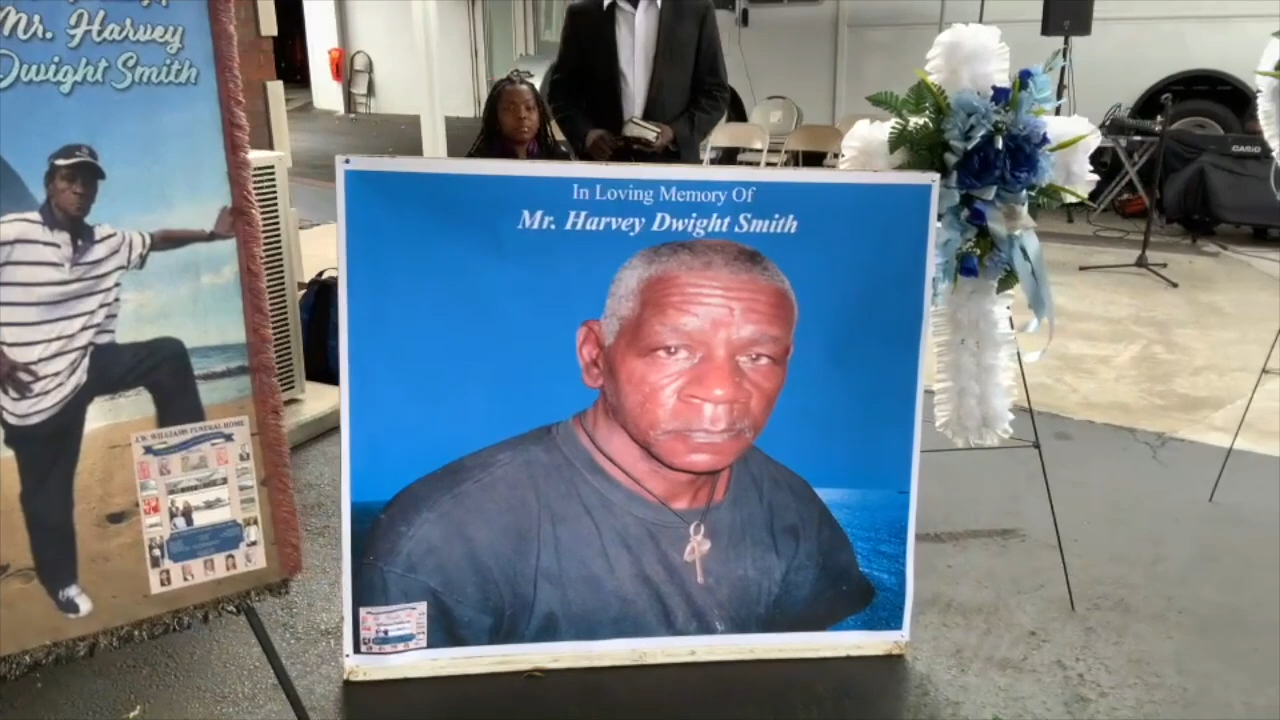 Mr. Harvey
Dwight Smith
In Loving Memory Of
Mr. Harvey Dwight Smith
J.W. WILLIAMS FUNERAL HOME
CASIO